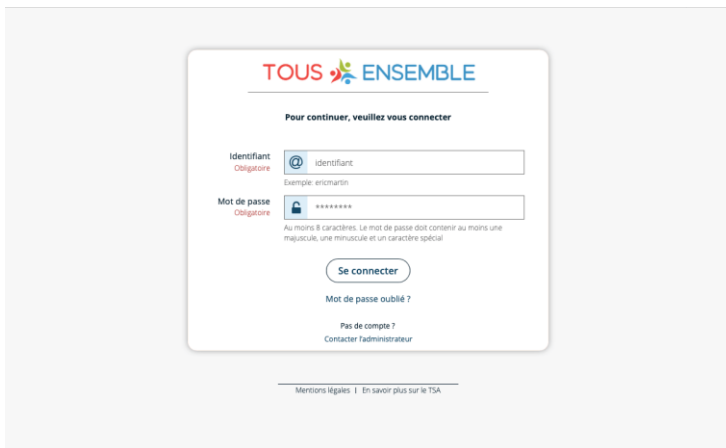 TOUS ENSEMBLE
Pour continuer, veuillez vous connecter
Identifiant
Obligatoire
@ identifiant
Exemple: ericmartin
Mot de passe
Obligatoire
********
Au moins 8 caractères. Le mot de passe doit contenir au moins une
majuscule, une minuscule et un caractère spécial
Se connecter
Mot de passe oublié ?
Pas de compte ?
Contacter l'administrateur
Mentions légales | En savoir plus sur le TSA